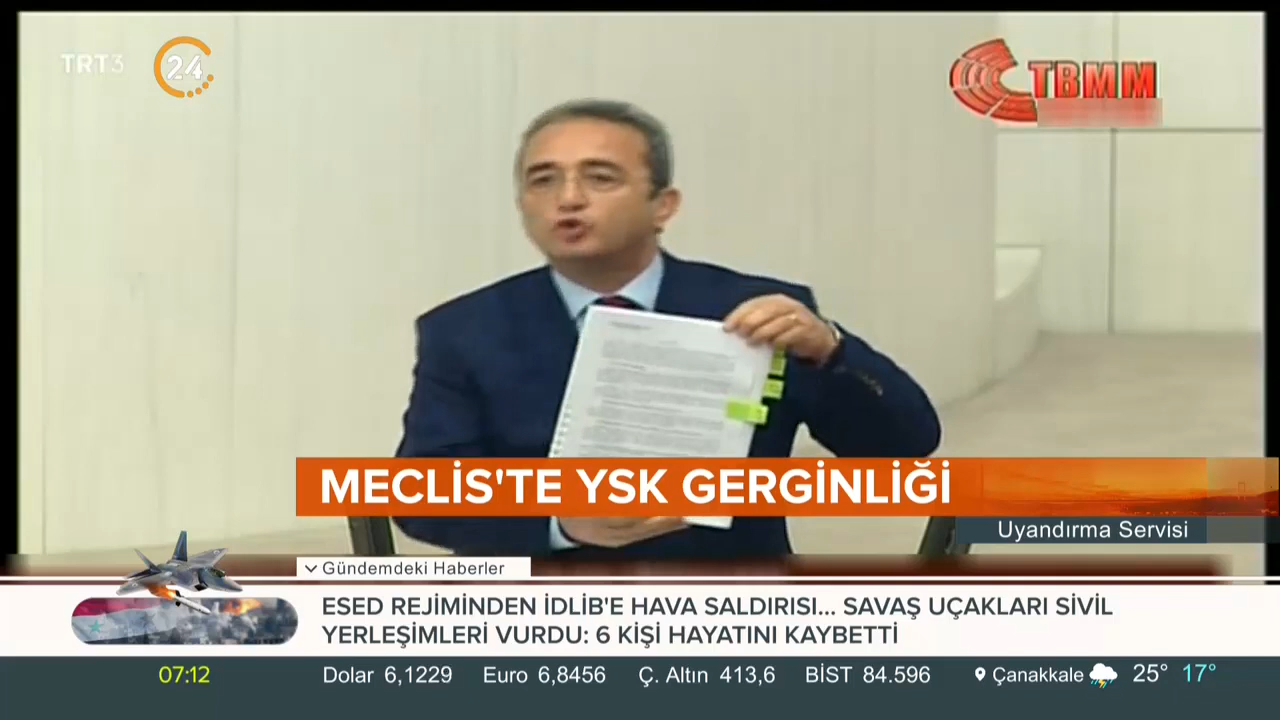 TRT3
24
TBMM
MECLİS'TE YSK GERGİNLİĞİ
Uyandırma Servisi
Gündemdeki Haberler
ESED REJİMİNDEN İDLİB'E HAVA SALDIRISI... SAVAŞ UÇAKLARI SİVİL
YERLEŞİMLERİ VURDU: 6 KİŞİ HAYATINI KAYBETTİ
07:12 Dolar 6,1229 Euro 6,8456 Ç. Altın 413,6 BİST 84.596 Çanakkale 25° 17°